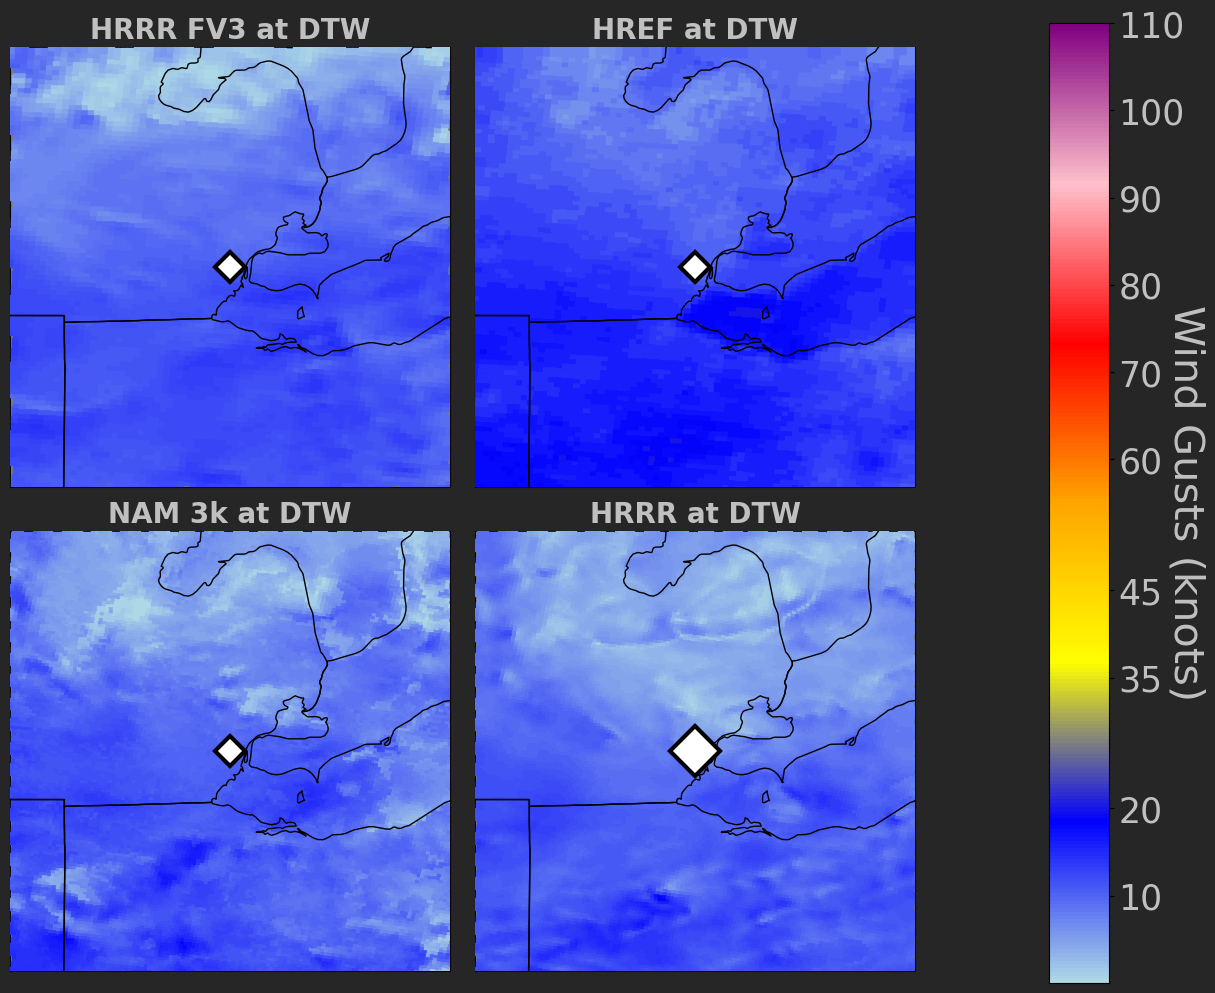 HRRR FV3 at DTW
HREF at DTW
NAM 3k at DTW
HRRR at DTW
110
100
90
80
70
60
45
35
20
10
Wind Gusts (knots)